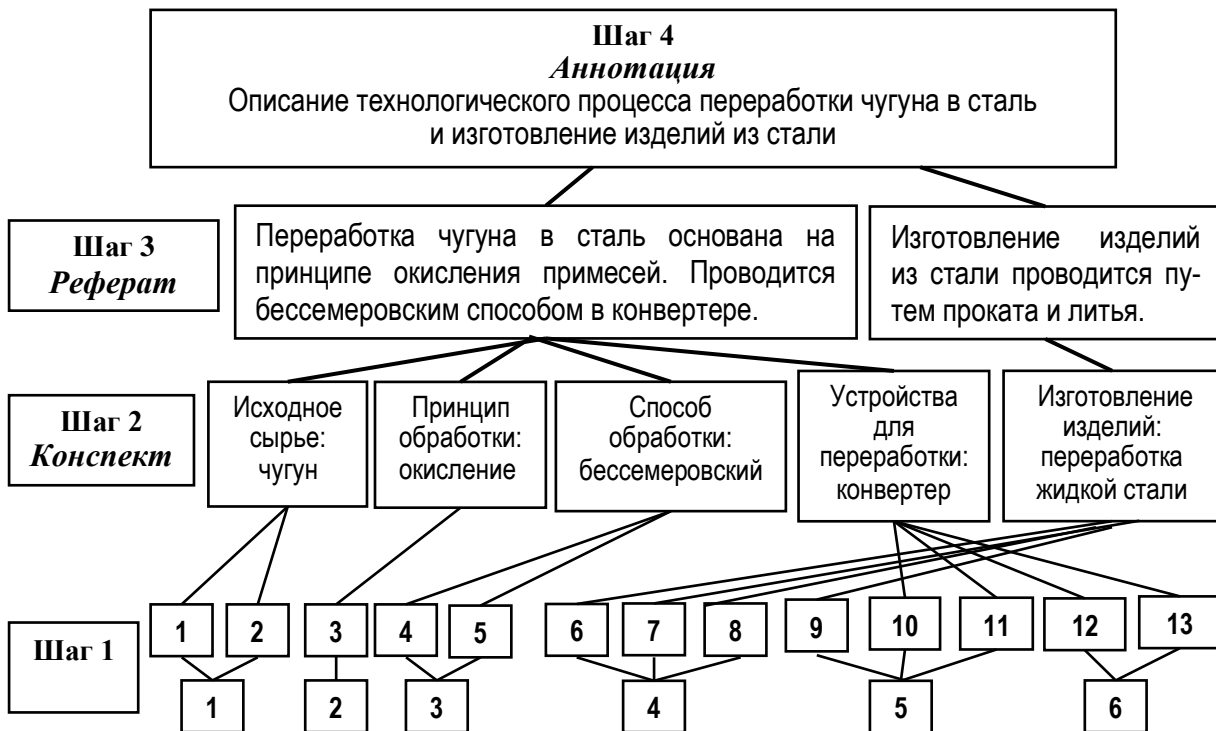 Шаг 4
Аннотация
Описание технологического процесса переработки чугуна в сталь
и изготовление изделий из стали
Шаг 3
Реферат
Переработка чугуна в сталь основана на
принципе окисления примесей. Проводится
бессемеровским способом в конвертере.
Изготовление изделий
из стали проводится пу-
тем проката и литья.
Шаг 2
Конспект
Исходное
сырье:
чугун
Принцип
обработки:
окисление
Способ
обработки:
бессемеровский
Устройства
для
переработки:
конвертер
Изготовление
изделий:
переработка
жидкой стали
Шаг 1
1 2 3 4 5 6 7 8 9 10 11 12 13
1 2 3 4 5 6